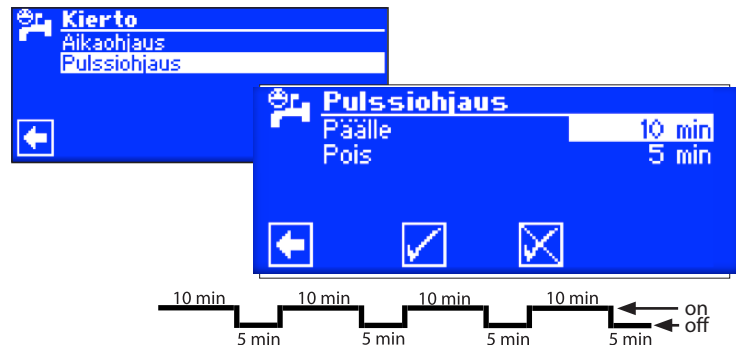 Kierto
Aikaohjaus
Pulssiohjaus
Pulssiohjaus
Päälle 10 min
Pois 5 min
10 min 10 min 10 min 10 min on
5 min 5 min 5 min 5 min off